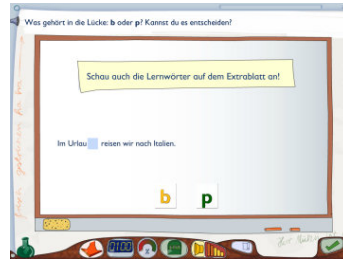 Was gehört in die Lücke: b oder p? Kannst du es entscheiden?
Schau auch die Lernwörter auf dem Extrablatt an!
Im Urlau reisen wir nach Italien.
b p
0100